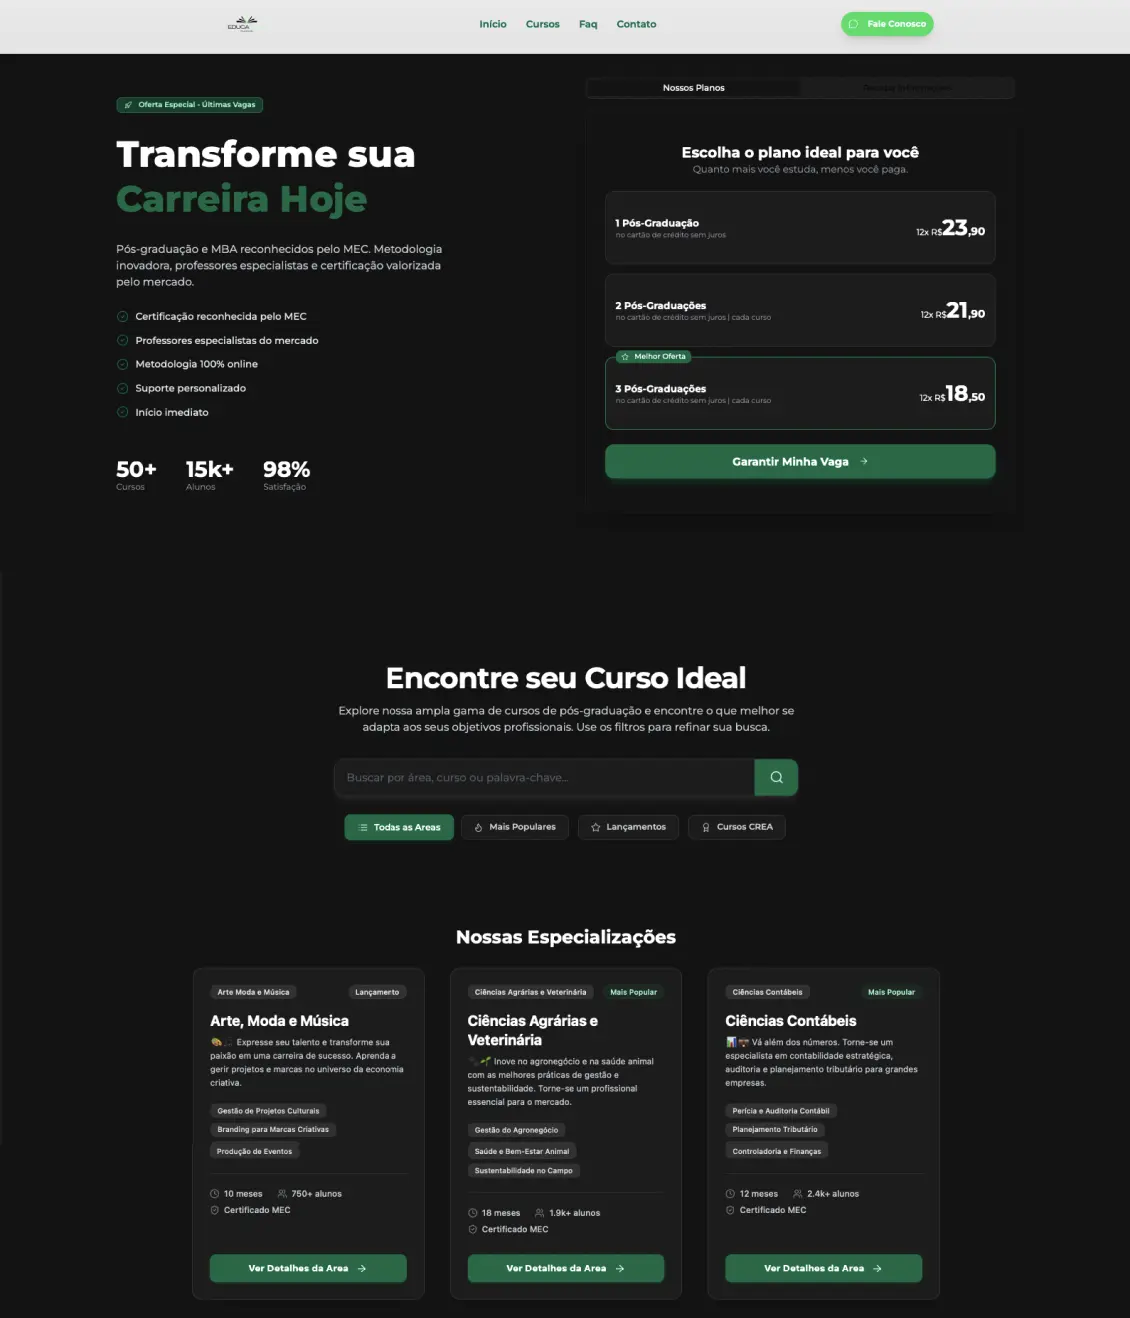 EDUCA
Início
Cursos
Faq
Contato
Fale Conosco
Oferta Especial - Últimas Vagas
Transforme sua
Carreira Hoje
Pós-graduação e MBA reconhecidos pelo MEC. Metodologia
inovadora, professores especialistas e certificação valorizada
pelo mercado.
Certificação reconhecida pelo MEC
Professores especialistas do mercado
Metodologia 100% online
Suporte personalizado
Início imediato
50+
Cursos
15k+
Alunos
98%
Satisfação
Nossos Planos
Escolha o plano ideal para você
Quanto mais você estuda, menos você paga.
1 Pós-Graduação
no cartão de crédito sem juros
12x R$23,90
2 Pós-Graduações
no cartão de crédito sem juros | cada curso
12x R$21,90
Melhor Oferta
3 Pós-Graduações
no cartão de crédito sem juros | cada curso
12x R$18,50
Garantir Minha Vaga
Encontre seu Curso Ideal
Explore nossa ampla gama de cursos de pós-graduação e encontre o que melhor se
adapta aos seus objetivos profissionais. Use os filtros para refinar sua busca.
Buscar por área, curso ou palavra-chave...
Todas as Areas
Mais Populares
Lançamentos
Cursos CREA
Nossas Especializações
Arte Moda e Música
Lançamento
Arte, Moda e Música
Expresse seu talento e transforme sua
paixão em uma carreira de sucesso. Aprenda a
gerir projetos e marcas no universo da economia
criativa.
Gestão de Projetos Culturais
Branding para Marcas Criativas
Produção de Eventos
10 meses
750+ alunos
Certificado MEC
Ver Detalhes da Area
Ciências Agrárias e Veterinária
Mais Popular
Ciências Agrárias e
Veterinária
Inove no agronegócio e na saúde animal
com as melhores práticas de gestão e
sustentabilidade. Torne-se um profissional
essencial para o mercado.
Gestão do Agronegócio
Saúde e Bem-Estar Animal
Sustentabilidade no Campo
18 meses
1.9k+ alunos
Certificado MEC
Ver Detalhes da Area
Ciências Contábeis
Mais Popular
Ciências Contábeis
Vá além dos números. Torne-se um
especialista em contabilidade estratégica,
auditoria e planejamento tributário para grandes
empresas.
Perícia e Auditoria Contábil
Planejamento Tributário
Controladoria e Finanças
12 meses
2.4k+ alunos
Certificado MEC
Ver Detalhes da Area